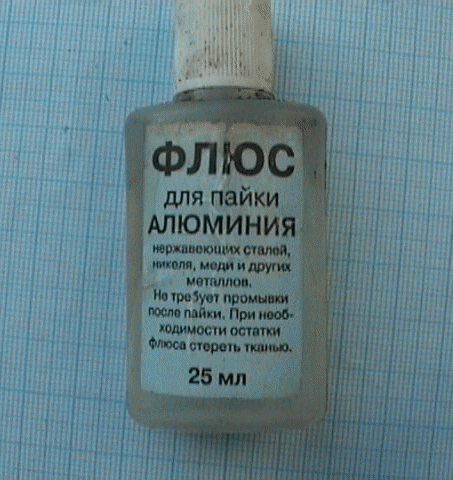 ФЛЮС
для пайки
АЛЮМИНИЯ
нержавеющих сталей,
никеля, меди и других
металлов.
Не требует промывки
после пайки. При необ-
ходимости остатки
флюса стереть тканью.
25 мл